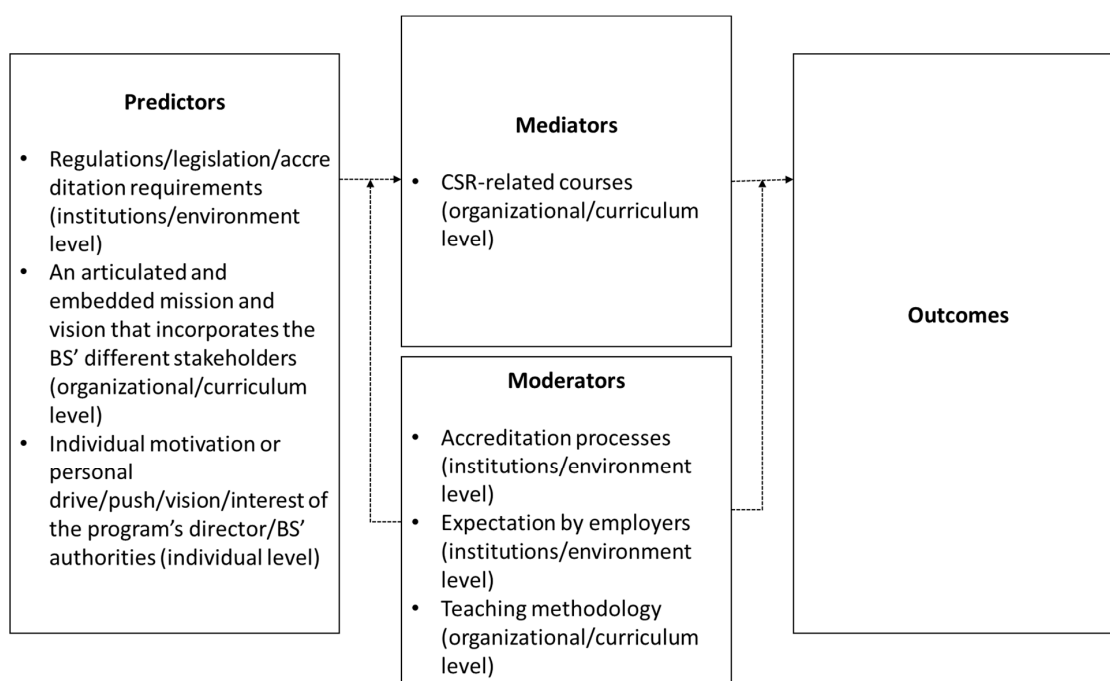 Predictors
• Regulations/legislation/accre
ditation requirements
(institutions/environment
level)
• An articulated and
embedded mission and
vision that incorporates the
BS’ different stakeholders
(organizational/curriculum
level)
• Individual motivation or
personal
drive/push/vision/interest of
the program’s director/BS’
authorities (individual level)
Mediators
• CSR-related courses
(organizational/curriculum
level)
Moderators
• Accreditation processes
(institutions/environment
level)
• Expectation by employers
(institutions/environment
level)
• Teaching methodology
(organizational/curriculum
level)
Outcomes